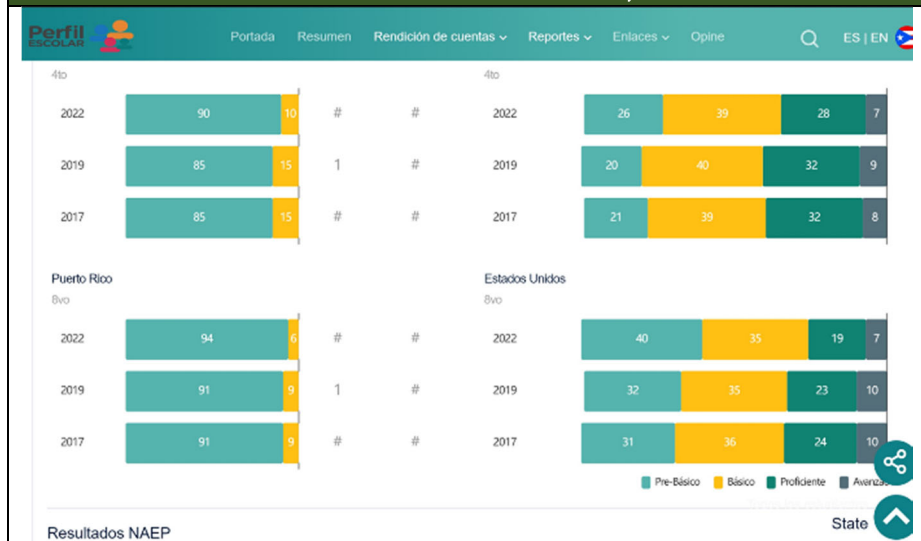 Perfil
ESCOLAR
Portada Resumen Rendición de cuentas Reportes Enlaces Opine ES | EN
4to 4to
2022 90 10 # # 2022 26 39 28 7
2019 85 15 1 # 2019 20 40 32 9
2017 85 15 # # 2017 21 39 32 8
Puerto Rico Estados Unidos
8vo 8vo
2022 94 6 # # 2022 40 35 19 7
2019 91 9 1 # 2019 32 35 23 10
2017 91 9 # # 2017 31 36 24 10
Pre-Básico Básico Proficiente Avanza
Resultados NAEP State